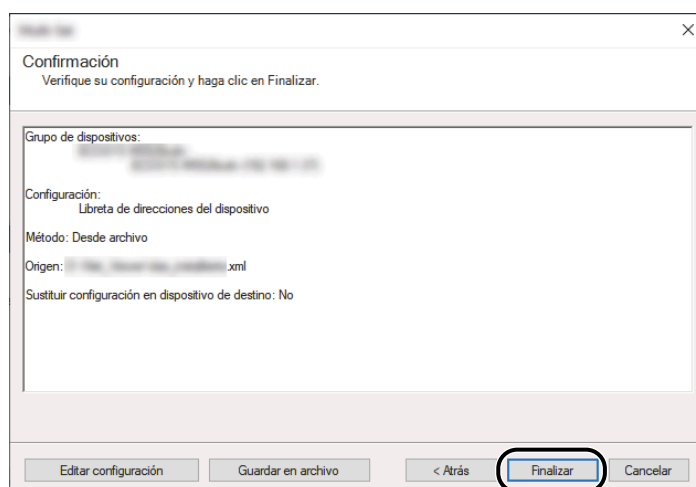 Confirmación
Verifique su configuración y haga clic en Finalizar.
Grupo de dispositivos:
Configuración:
Libreta de direcciones del dispositivo
Método: Desde archivo
Origen: .xml
Sustituir configuración en dispositivo de destino: No
Editar configuración
Guardar en archivo
< Atrás
Finalizar
Cancelar